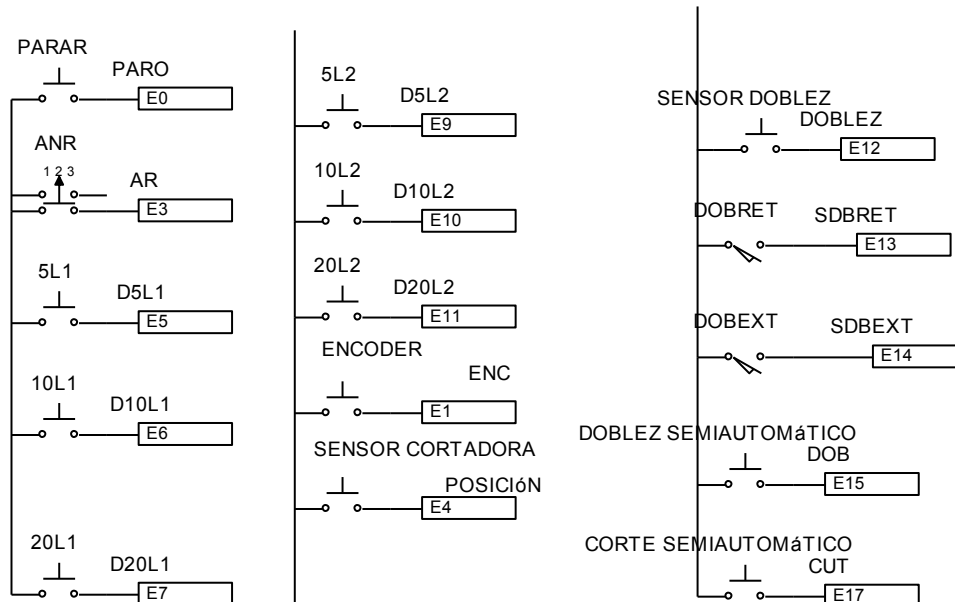 PARAR
PARO
E0
ANR
1 2 3
AR
E3
5L1
D5L1
E5
10L1
D10L1
E6
20L1
D20L1
E7
5L2
D5L2
E9
10L2
D10L2
E10
20L2
D20L2
E11
ENCODER
ENC
E1
SENSOR CORTADORA
POSICIóN
E4
SENSOR DOBLEZ
DOBLEZ
E12
DOBRET
SDBRET
E13
DOBEXT
SDBEXT
E14
DOBLEZ SEMIAUTOMáTICO
DOB
E15
CORTE SEMIAUTOMáTICO
CUT
E17